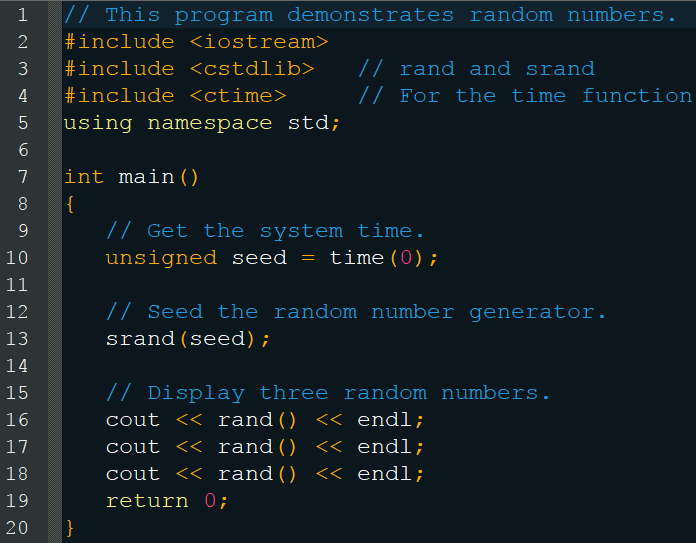 1 // This program demonstrates random numbers.
2 #include <iostream>
3 #include <cstdlib>   // rand and srand
4 #include <ctime>     // For the time function
5 using namespace std;
6
7 int main()
8 {
9    // Get the system time.
10    unsigned seed = time(0);
11
12    // Seed the random number generator.
13    srand(seed);
14
15    // Display three random numbers.
16    cout << rand() << endl;
17    cout << rand() << endl;
18    cout << rand() << endl;
19    return 0;
20 }